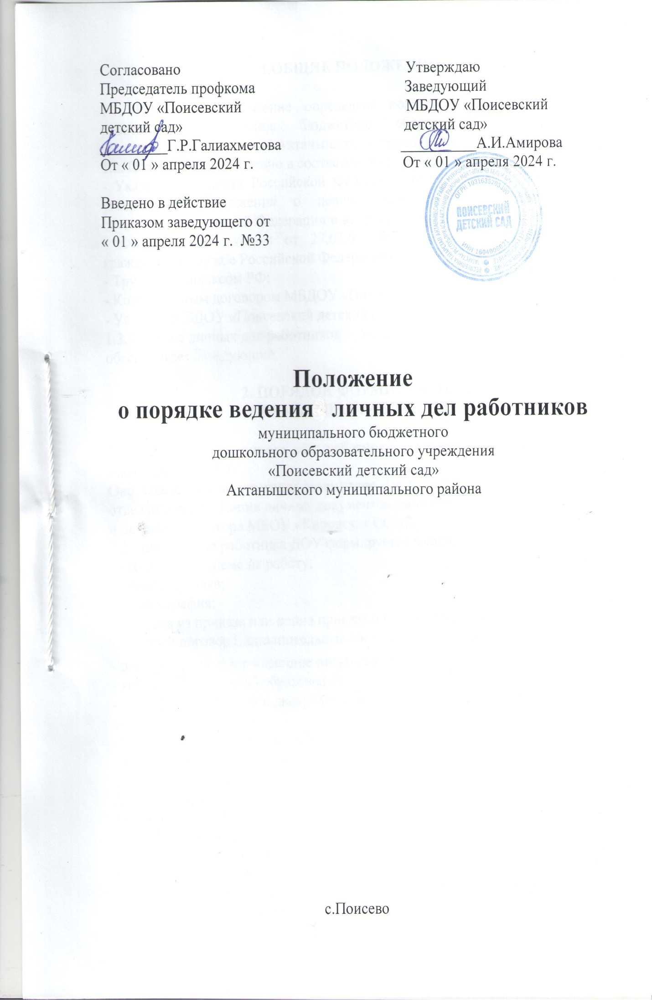 Согласовано
Председатель профкома
МБДОУ «Поисевский
детский сад»
__________Г.Р.Галиахметова
От « 01 » апреля 2024 г.
Введено в действие
Приказом заведующего от
« 01 » апреля 2024 г. №33
Утверждаю
Заведующий
МБДОУ «Поисевский
детский сад»
__________А.И.Амирова
От « 01 » апреля 2024 г.
ОГРН 1031635203390
ПОИСЕВСКИЙ
ДЕТСКИЙ САД
ИНН 1604006021
Положение
о порядке ведения личных дел работников
муниципального бюджетного
дошкольного образовательного учреждения
«Поисевский детский сад»
Актанышского муниципального района
с.Поисево